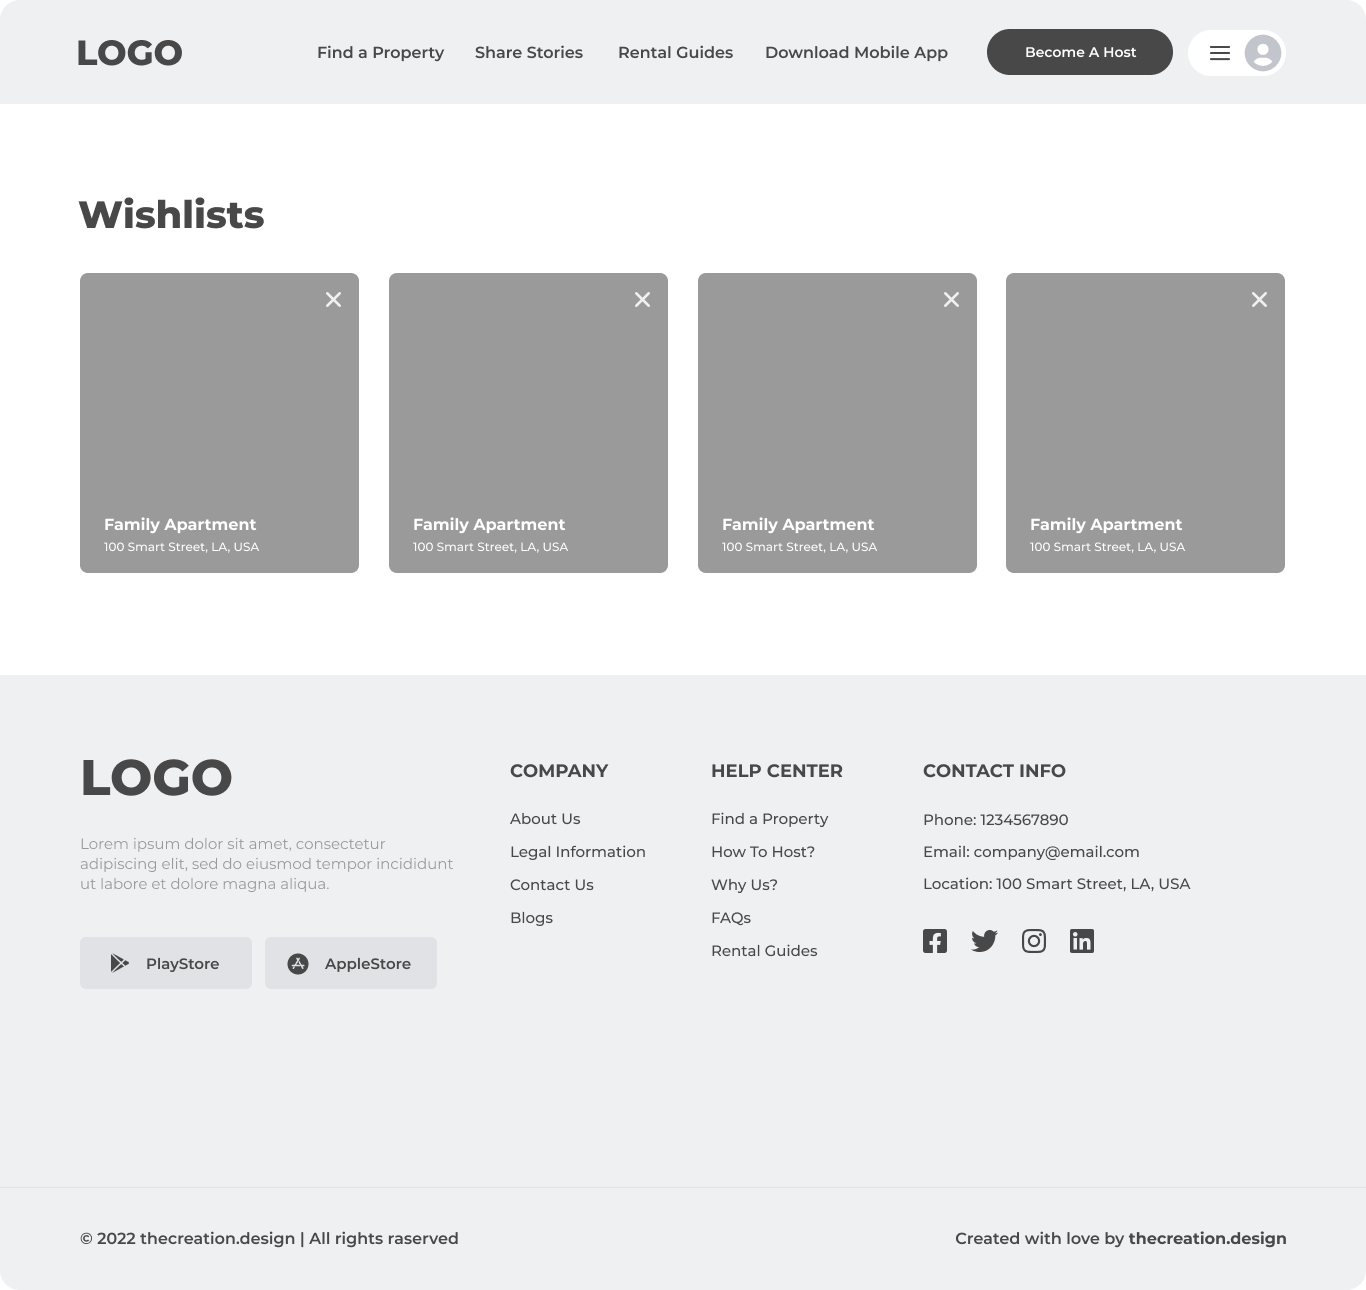 LOGO
Find a Property
Share Stories
Rental Guides
Download Mobile App
Become A Host
Wishlists
Family Apartment
100 Smart Street, LA, USA
Family Apartment
100 Smart Street, LA, USA
Family Apartment
100 Smart Street, LA, USA
Family Apartment
100 Smart Street, LA, USA
LOGO
Lorem ipsum dolor sit amet, consectetur
adipiscing elit, sed do eiusmod tempor incididunt
ut labore et dolore magna aliqua.
PlayStore
AppleStore
COMPANY
About Us
Legal Information
Contact Us
Blogs
HELP CENTER
Find a Property
How To Host?
Why Us?
FAQs
Rental Guides
CONTACT INFO
Phone: 1234567890
Email: company@email.com
Location: 100 Smart Street, LA, USA
© 2022 thecreation.design | All rights raserved
Created with love by thecreation.design